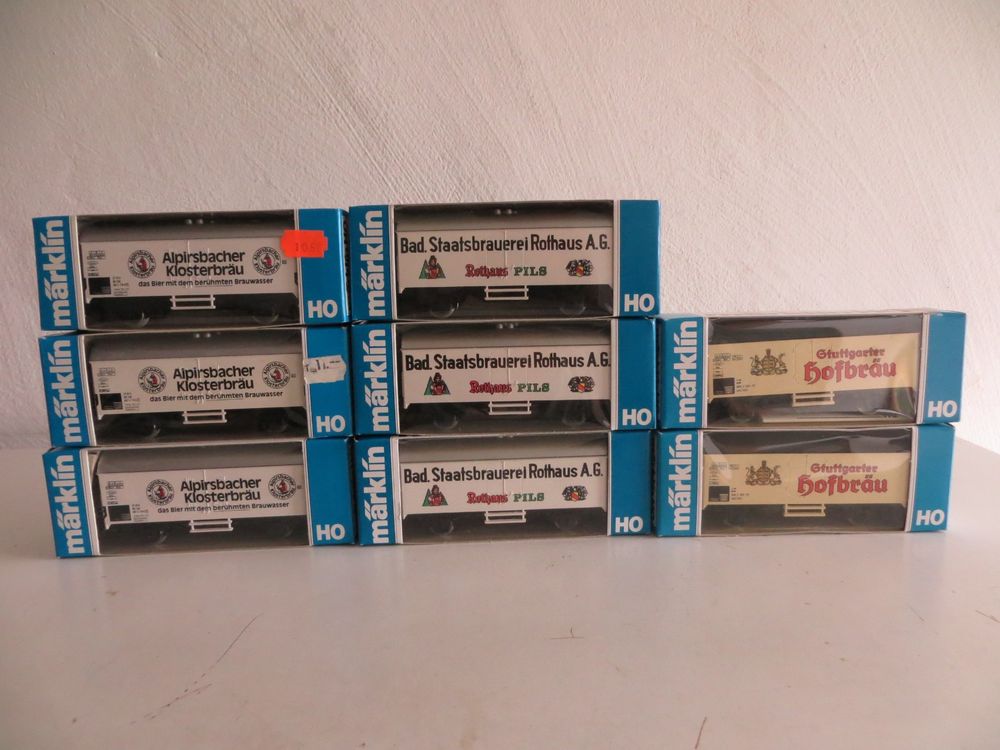 märklin
Alpirsbacher
Klosterbräu
das Bier mit dem berühmten Brauwasser
HO
märklin
Bad. Staatsbrauerei Rothaus A.G.
Rothaus PILS
HO
märklin
Alpirsbacher
Klosterbräu
das Bier mit dem berühmten Brauwasser
HO
märklin
Bad. Staatsbrauerei Rothaus A.G.
Rothaus PILS
HO
märklin
Stuttgarter
Hofbräu
HO
märklin
Alpirsbacher
Klosterbräu
das Bier mit dem berühmten Brauwasser
HO
märklin
Bad. Staatsbrauerei Rothaus A.G.
Rothaus PILS
HO
märklin
Stuttgarter
Hofbräu
HO